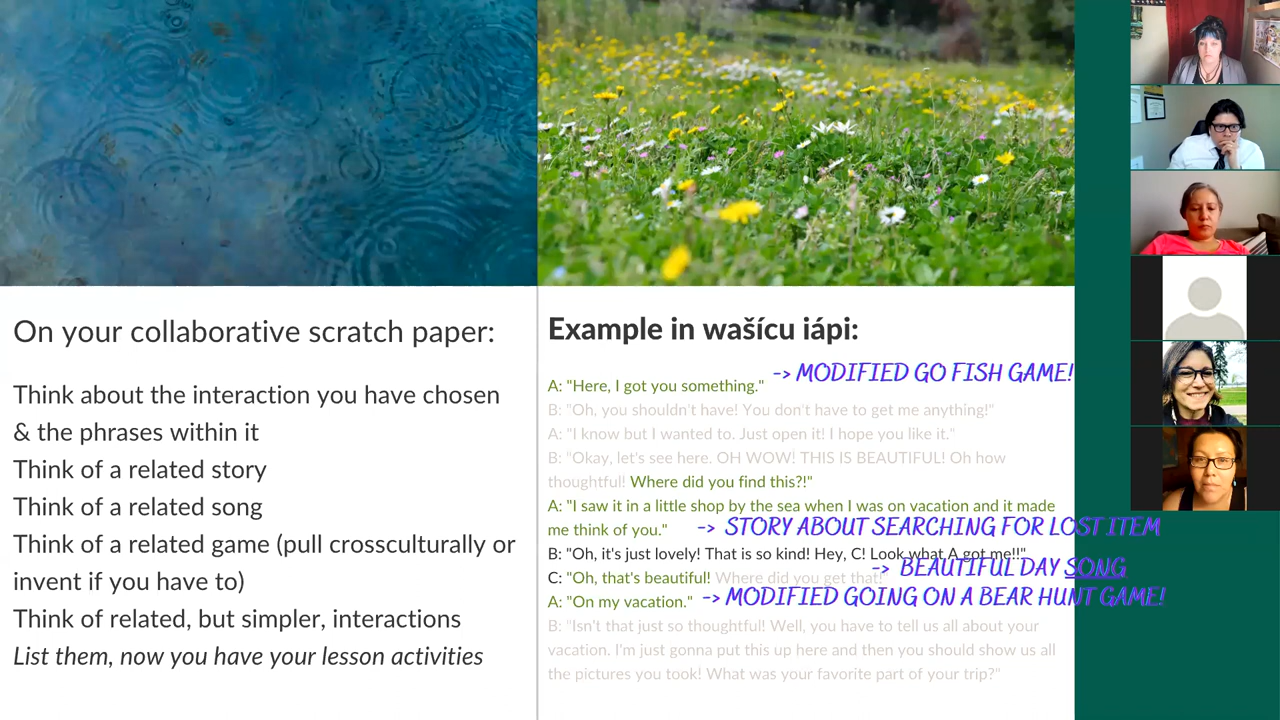 On your collaborative scratch paper:
Think about the interaction you have chosen
& the phrases within it
Think of a related story
Think of a related song
Think of a related game (pull crossculturally or
invent if you have to)
Think of related, but simpler, interactions
List them, now you have your lesson activities
Example in wašícu iápi:
-> MODIFIED GO FISH GAME!
A: "Here, I got you something."
B: "Oh, you shouldn't have! You don't have to get me anything!"
A: "I know but I wanted to. Just open it! I hope you like it."
B: "Okay, let's see here. OH WOW! THIS IS BEAUTIFUL! Oh how
thoughtful! Where did you find this?!"
A: "I saw it in a little shop by the sea when I was on vacation and it made
me think of you." -> STORY ABOUT SEARCHING FOR LOST ITEM
B: "Oh, it's just lovely! That is so kind! Hey, C! Look what A got me!!"
-> BEAUTIFUL DAY SONG
C: "Oh, that's beautiful! Where did you get that!"
A: "On my vacation." -> MODIFIED GOING ON A BEAR HUNT GAME!
B: "Isn't that just so thoughtful! Well, you have to tell us all about your
vacation. I'm just gonna put this up here and then you should show us all
the pictures you took! What was your favorite part of your trip?"